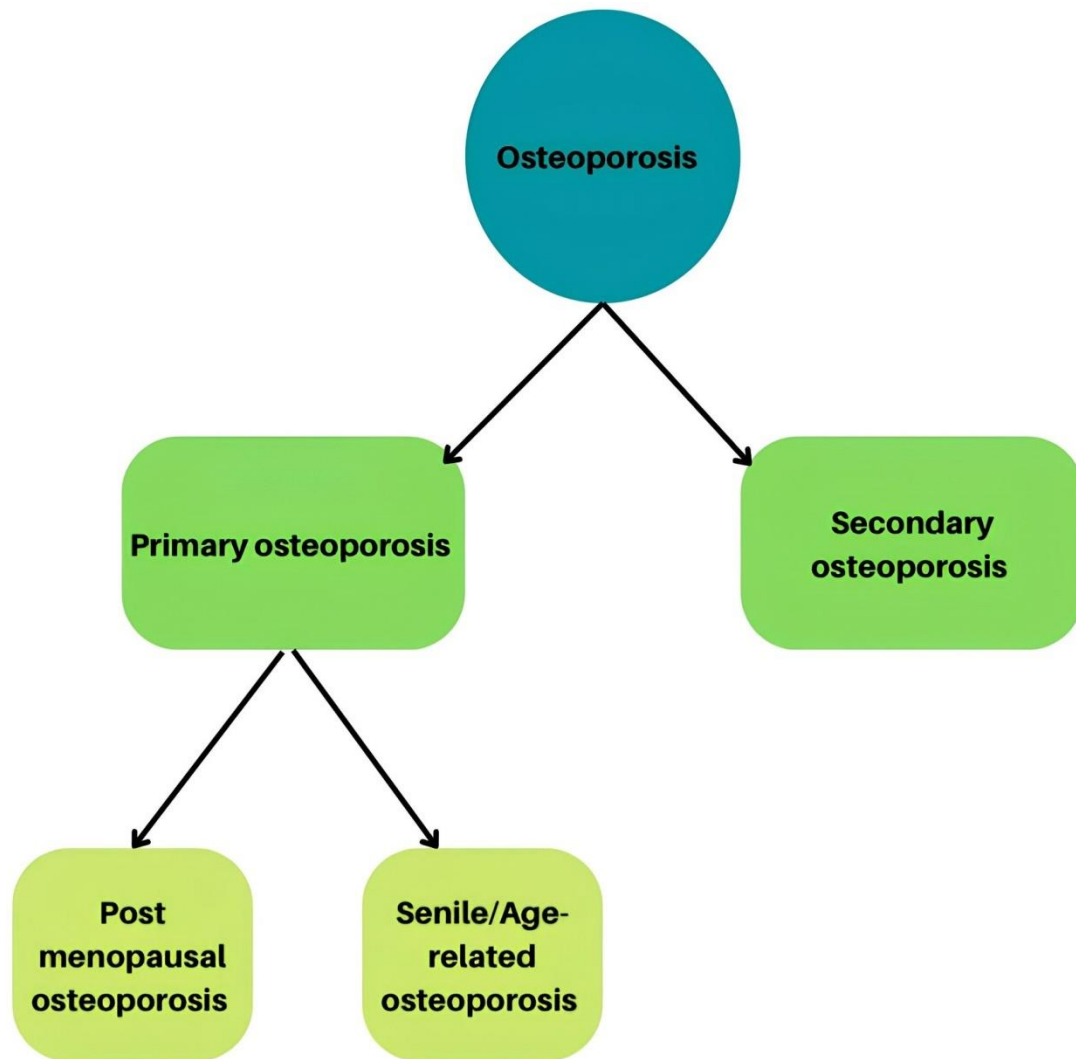 Osteoporosis
Primary osteoporosis
Secondary
osteoporosis
Post
menopausal
osteoporosis
Senile/Age-
related
osteoporosis